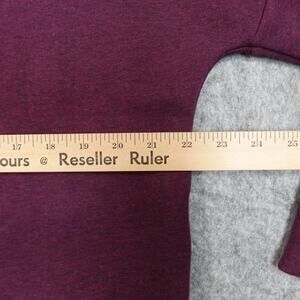 17 18 19 20 21 22 23 24 25
ours @ Reseller Ruler